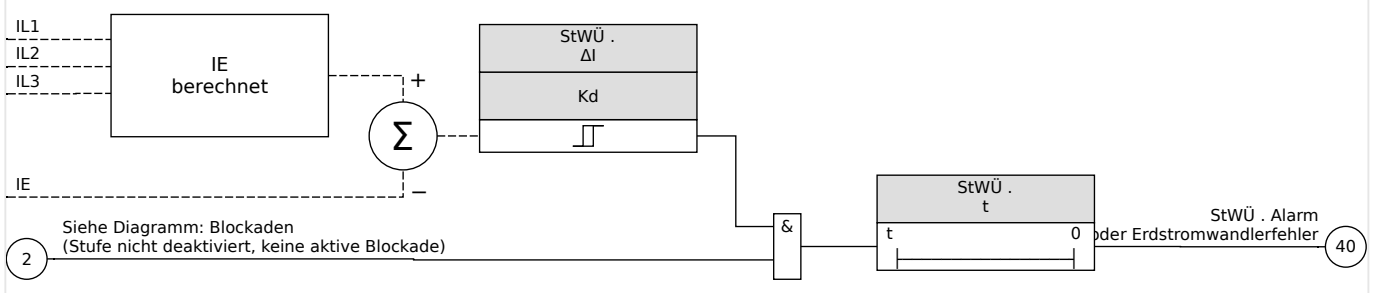 IL1
IL2
IL3
IE
berechnet
+
Σ
−
IE
StWÜ .
ΔI
Kd
Siehe Diagramm: Blockaden
(Stufe nicht deaktiviert, keine aktive Blockade)
2
&
StWÜ .
t
t 0
StWÜ . Alarm
oder Erdstromwandlerfehler
40